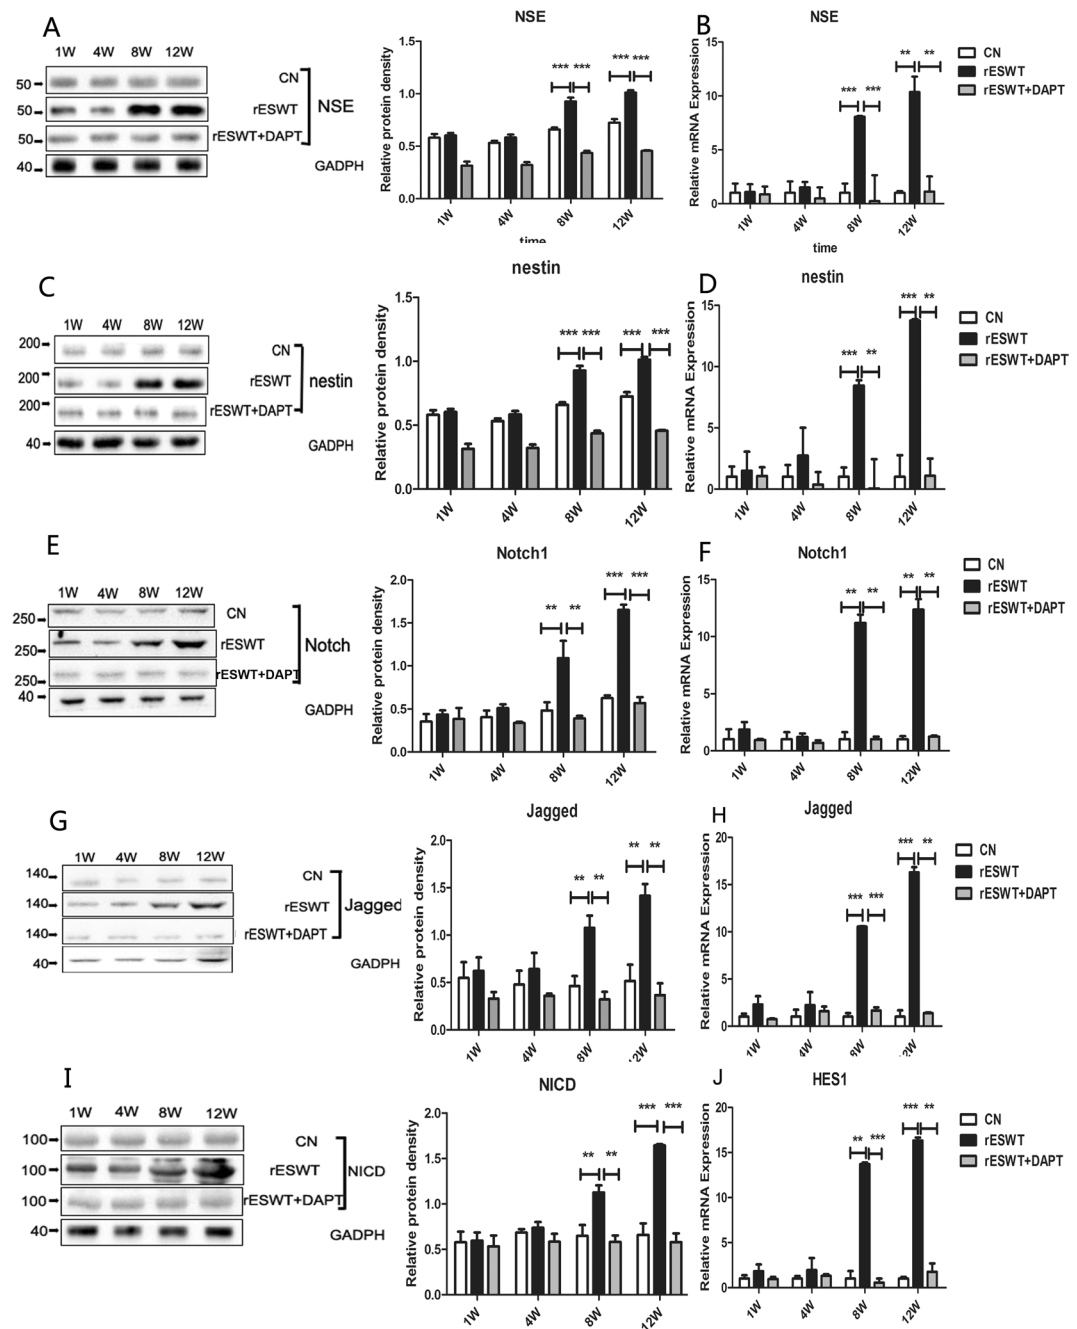 A
1W 4W 8W 12W
50
CN
50
rESWT
NSE
50
rESWT+DAPT
40
GADPH
NSE
Relative protein density
1.5
1.0
0.5
0.0
*** ***
*** ***
1W 4W 8W 12W
time
B
NSE
Relative mRNA Expression
15
10
5
0
*** ***
** **
1W 4W 8W 12W
time
CN
rESWT
rESWT+DAPT
C
1W 4W 8W 12W
200
CN
200
rESWT
nestin
200
rESWT+DAPT
40
GADPH
nestin
Relative protein density
1.5
1.0
0.5
0.0
*** ***
*** ***
1W 4W 8W 12W
D
nestin
Relative mRNA Expression
15
10
5
0
*** **
*** **
1W 4W 8W 12W
CN
rESWT
rESWT+DAPT
E
1W 4W 8W 12W
250
CN
250
rESWT
Notch
250
rESWT+DAPT
40
GADPH
Notch1
Relative protein density
2.0
1.5
1.0
0.5
0.0
** **
*** ***
1W 4W 8W 12W
F
Notch1
Relative mRNA Expression
15
10
5
0
** **
** **
1W 4W 8W 12W
CN
rESWT
rESWT+DAPT
G
1W 4W 8W 12W
140
CN
140
rESWT
Jagged
140
rESWT+DAPT
40
GADPH
Jagged
Relative protein density
2.0
1.5
1.0
0.5
0.0
** **
** **
1W 4W 8W 12W
H
Jagged
Relative mRNA Expression
20
15
10
5
0
*** ***
*** **
1W 4W 8W 12W
CN
rESWT
rESWT+DAPT
I
1W 4W 8W 12W
100
CN
100
rESWT
NICD
100
rESWT+DAPT
40
GADPH
NICD
Relative protein density
2.0
1.5
1.0
0.5
0.0
** **
*** ***
1W 4W 8W 12W
J
HES1
Relative mRNA Expression
20
15
10
5
0
** ***
*** **
1W 4W 8W 12W
CN
rESWT
rESWT+DAPT